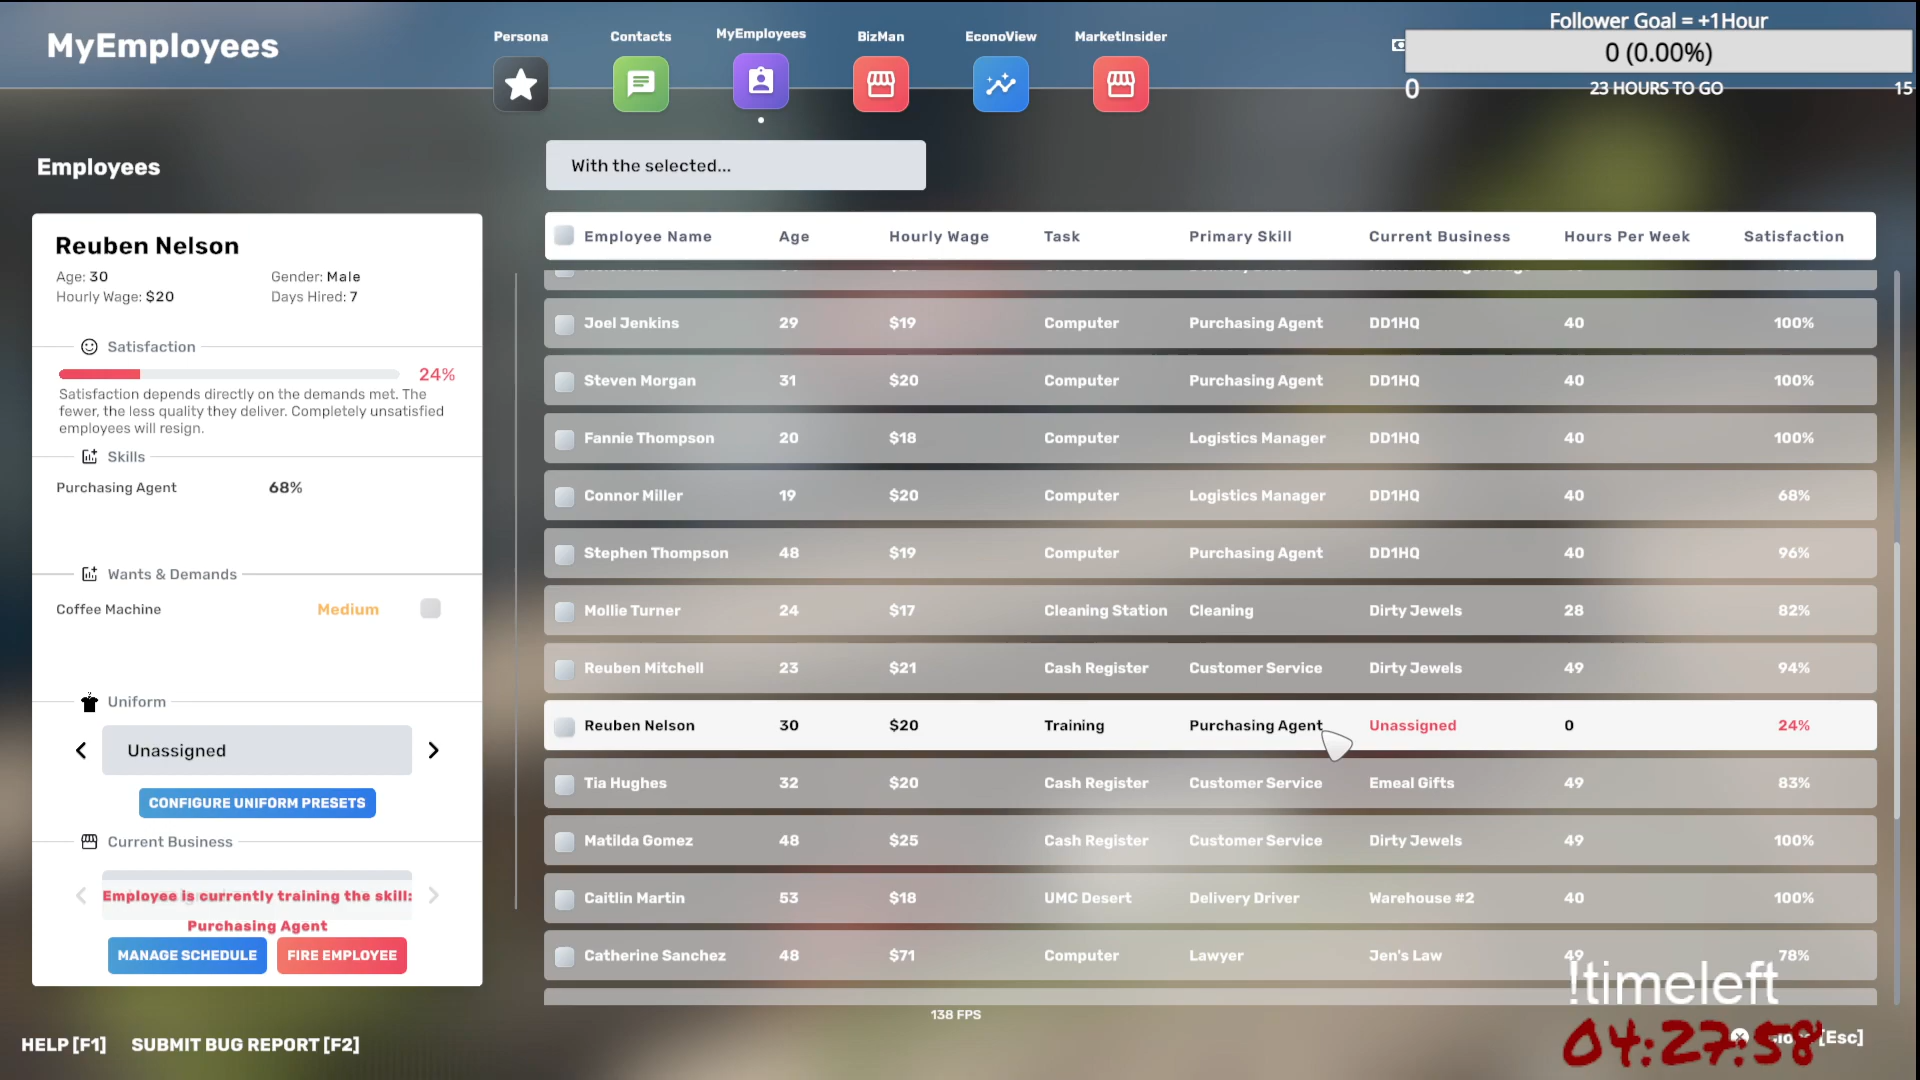 MyEmployees
Persona
Contacts
MyEmployees
BizMan
EconoView
MarketInsider
Follower Goal = +1Hour
0 (0.00%)
0
23 HOURS TO GO
15
Employees
With the selected...
Reuben Nelson
Age: 30
Gender: Male
Hourly Wage: $20
Days Hired: 7
Satisfaction
24%
Satisfaction depends directly on the demands met. The
fewer, the less quality they deliver. Completely unsatisfied
employees will resign.
Skills
Purchasing Agent 68%
Wants & Demands
Coffee Machine Medium
Uniform
Unassigned
CONFIGURE UNIFORM PRESETS
Current Business
Employee is currently training the skill:
Purchasing Agent
MANAGE SCHEDULE
FIRE EMPLOYEE
Employee Name Age Hourly Wage Task Primary Skill Current Business Hours Per Week Satisfaction
Joel Jenkins 29 $19 Computer Purchasing Agent DD1HQ 40 100%
Steven Morgan 31 $20 Computer Purchasing Agent DD1HQ 40 100%
Fannie Thompson 20 $18 Computer Logistics Manager DD1HQ 40 100%
Connor Miller 19 $20 Computer Logistics Manager DD1HQ 40 68%
Stephen Thompson 48 $19 Computer Purchasing Agent DD1HQ 40 96%
Mollie Turner 24 $17 Cleaning Station Cleaning Dirty Jewels 28 82%
Reuben Mitchell 23 $21 Cash Register Customer Service Dirty Jewels 49 94%
Reuben Nelson 30 $20 Training Purchasing Agent Unassigned 0 24%
Tia Hughes 32 $20 Cash Register Customer Service Emeal Gifts 49 83%
Matilda Gomez 48 $25 Cash Register Customer Service Dirty Jewels 49 100%
Caitlin Martin 53 $18 UMC Desert Delivery Driver Warehouse #2 40 100%
Catherine Sanchez 48 $71 Computer Lawyer Jen's Law 49 78%
!timeleft
04:27:58
138 FPS
HELP [F1]
SUBMIT BUG REPORT [F2]
[Esc]